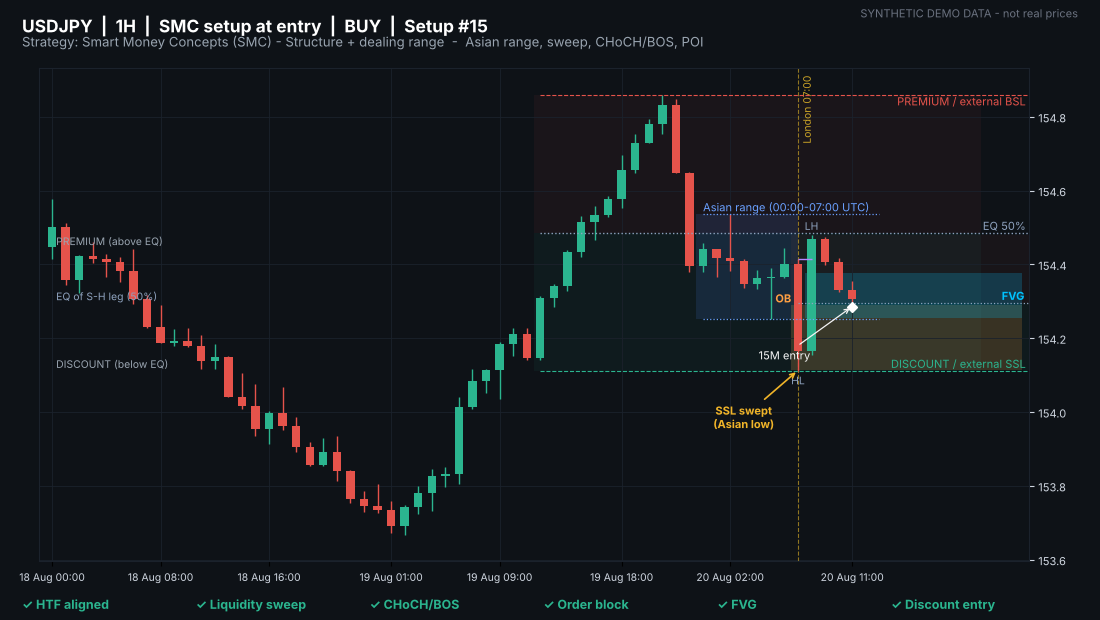 SYNTHETIC DEMO DATA - not real prices
USDJPY | 1H | SMC setup at entry | BUY | Setup #15
Strategy: Smart Money Concepts (SMC) - Structure + dealing range - Asian range, sweep, CHoCH/BOS, POI
London 07:00
PREMIUM / external BSL
154.8
154.6
Asian range (00:00-07:00 UTC)
LH
EQ 50%
PREMIUM (above EQ)
154.4
EQ of S-H leg (50%)
OB
FVG
154.2
15M entry
DISCOUNT (below EQ)
DISCOUNT / external SSL
HL
SSL swept
(Asian low)
154.0
153.8
153.6
18 Aug 00:00
18 Aug 08:00
18 Aug 16:00
19 Aug 01:00
19 Aug 09:00
19 Aug 18:00
20 Aug 02:00
20 Aug 11:00
✓ HTF aligned
✓ Liquidity sweep
✓ CHoCH/BOS
✓ Order block
✓ FVG
✓ Discount entry